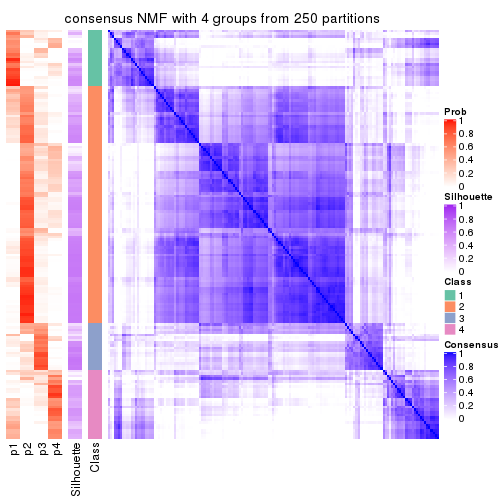 consensus NMF with 4 groups from 250 partitions
Prob
1
0.8
0.6
0.4
0.2
0
Silhouette
1
0.8
0.6
0.4
0.2
0
Class
1
2
3
4
Consensus
1
0.8
0.6
0.4
0.2
0
p1
p2
p3
p4
Silhouette
Class